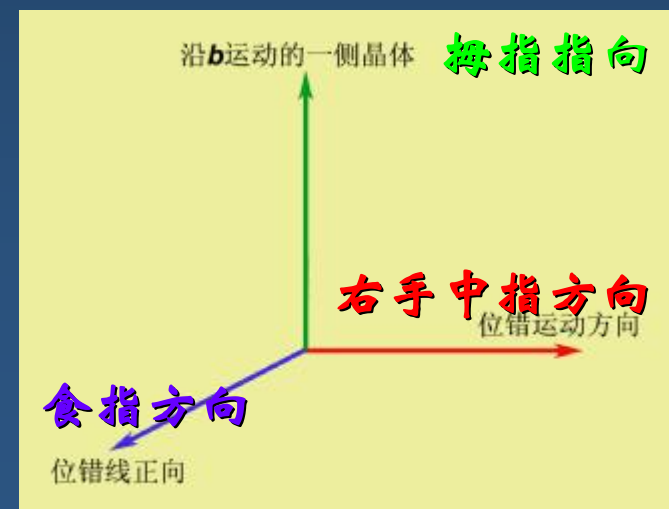 沿b运动的一侧晶体
拇指指向
右手中指方向
位错运动方向
食指方向
位错线正向